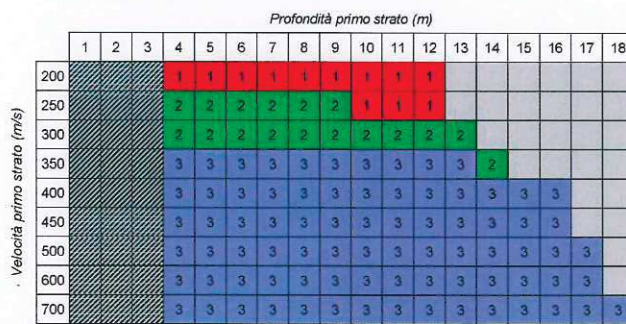 Profondità primo strato (m)
1 2 3 4 5 6 7 8 9 10 11 12 13 14 15 16 17 18
Velocità primo strato (m/s)
200 1 1 1 1 1 1 1 1 1
250 2 2 2 2 2 2 1 1 1
300 2 2 2 2 2 2 2 2 2 2
350 3 3 3 3 3 3 3 3 3 3 2
400 3 3 3 3 3 3 3 3 3 3 3 3 3
450 3 3 3 3 3 3 3 3 3 3 3 3 3
500 3 3 3 3 3 3 3 3 3 3 3 3 3 3
600 3 3 3 3 3 3 3 3 3 3 3 3 3 3
700 3 3 3 3 3 3 3 3 3 3 3 3 3 3 3